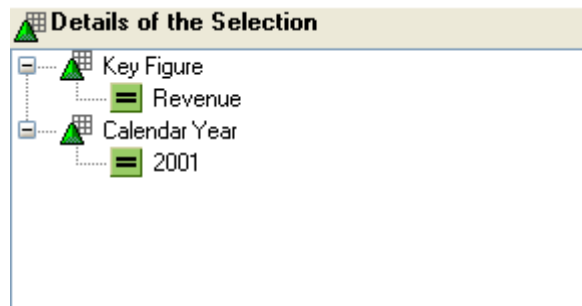 Details of the Selection
Key Figure
Revenue
Calendar Year
2001